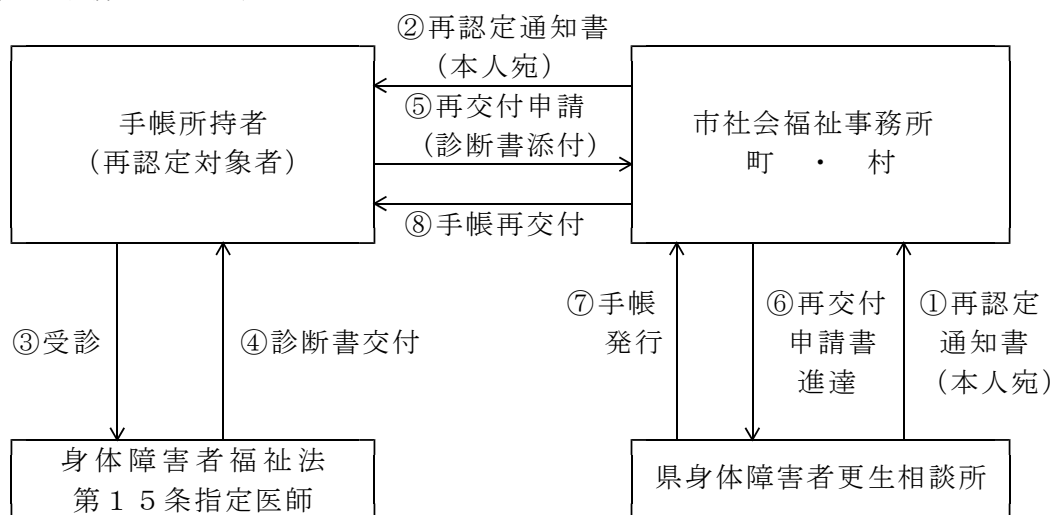 ②再認定通知書
（本人宛）
手帳所持者
（再認定対象者）
⑤再交付申請
（診断書添付）
市社会福祉事務所
町　・　村
⑧手帳再交付
③受診
④診断書交付
⑦手帳
発行
⑥再交付
申請書
進達
①再認定
通知書
（本人宛）
身体障害者福祉法
第１５条指定医師
県身体障害者更生相談所